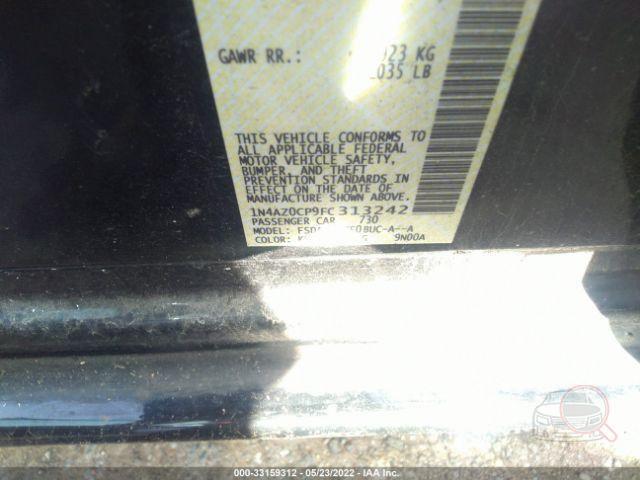 GAWR RR.: 023 KG
035 LB
THIS VEHICLE CONFORMS TO
ALL APPLICABLE FEDERAL
MOTOR VEHICLE SAFETY,
BUMPER, AND THEFT
PREVENTION STANDARDS IN
EFFECT ON THE DATE OF
MANUFACTURE SHOWN ABOVE.
1N4AZ0CP9FC313242
PASSENGER CAR 730
MODEL: 0BUC-A--A
COLOR: K G 9N00A
000-33159312 - 05/23/2022 - IAA Inc.